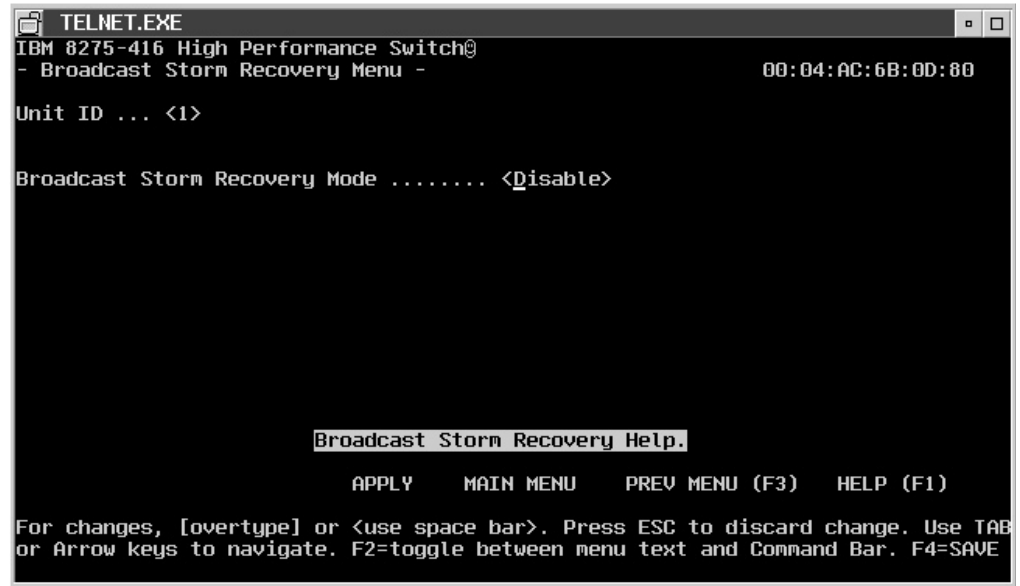 TELNET.EXE
IBM 8275-416 High Performance Switch@
- Broadcast Storm Recovery Menu - 00:04:AC:6B:0D:80
Unit ID ... <1>
Broadcast Storm Recovery Mode ........ <Disable>
Broadcast Storm Recovery Help.
APPLY MAIN MENU PREV MENU (F3) HELP (F1)
For changes, [overtype] or <use space bar>. Press ESC to discard change. Use TAB
or Arrow keys to navigate. F2=toggle between menu text and Command Bar. F4=SAVE